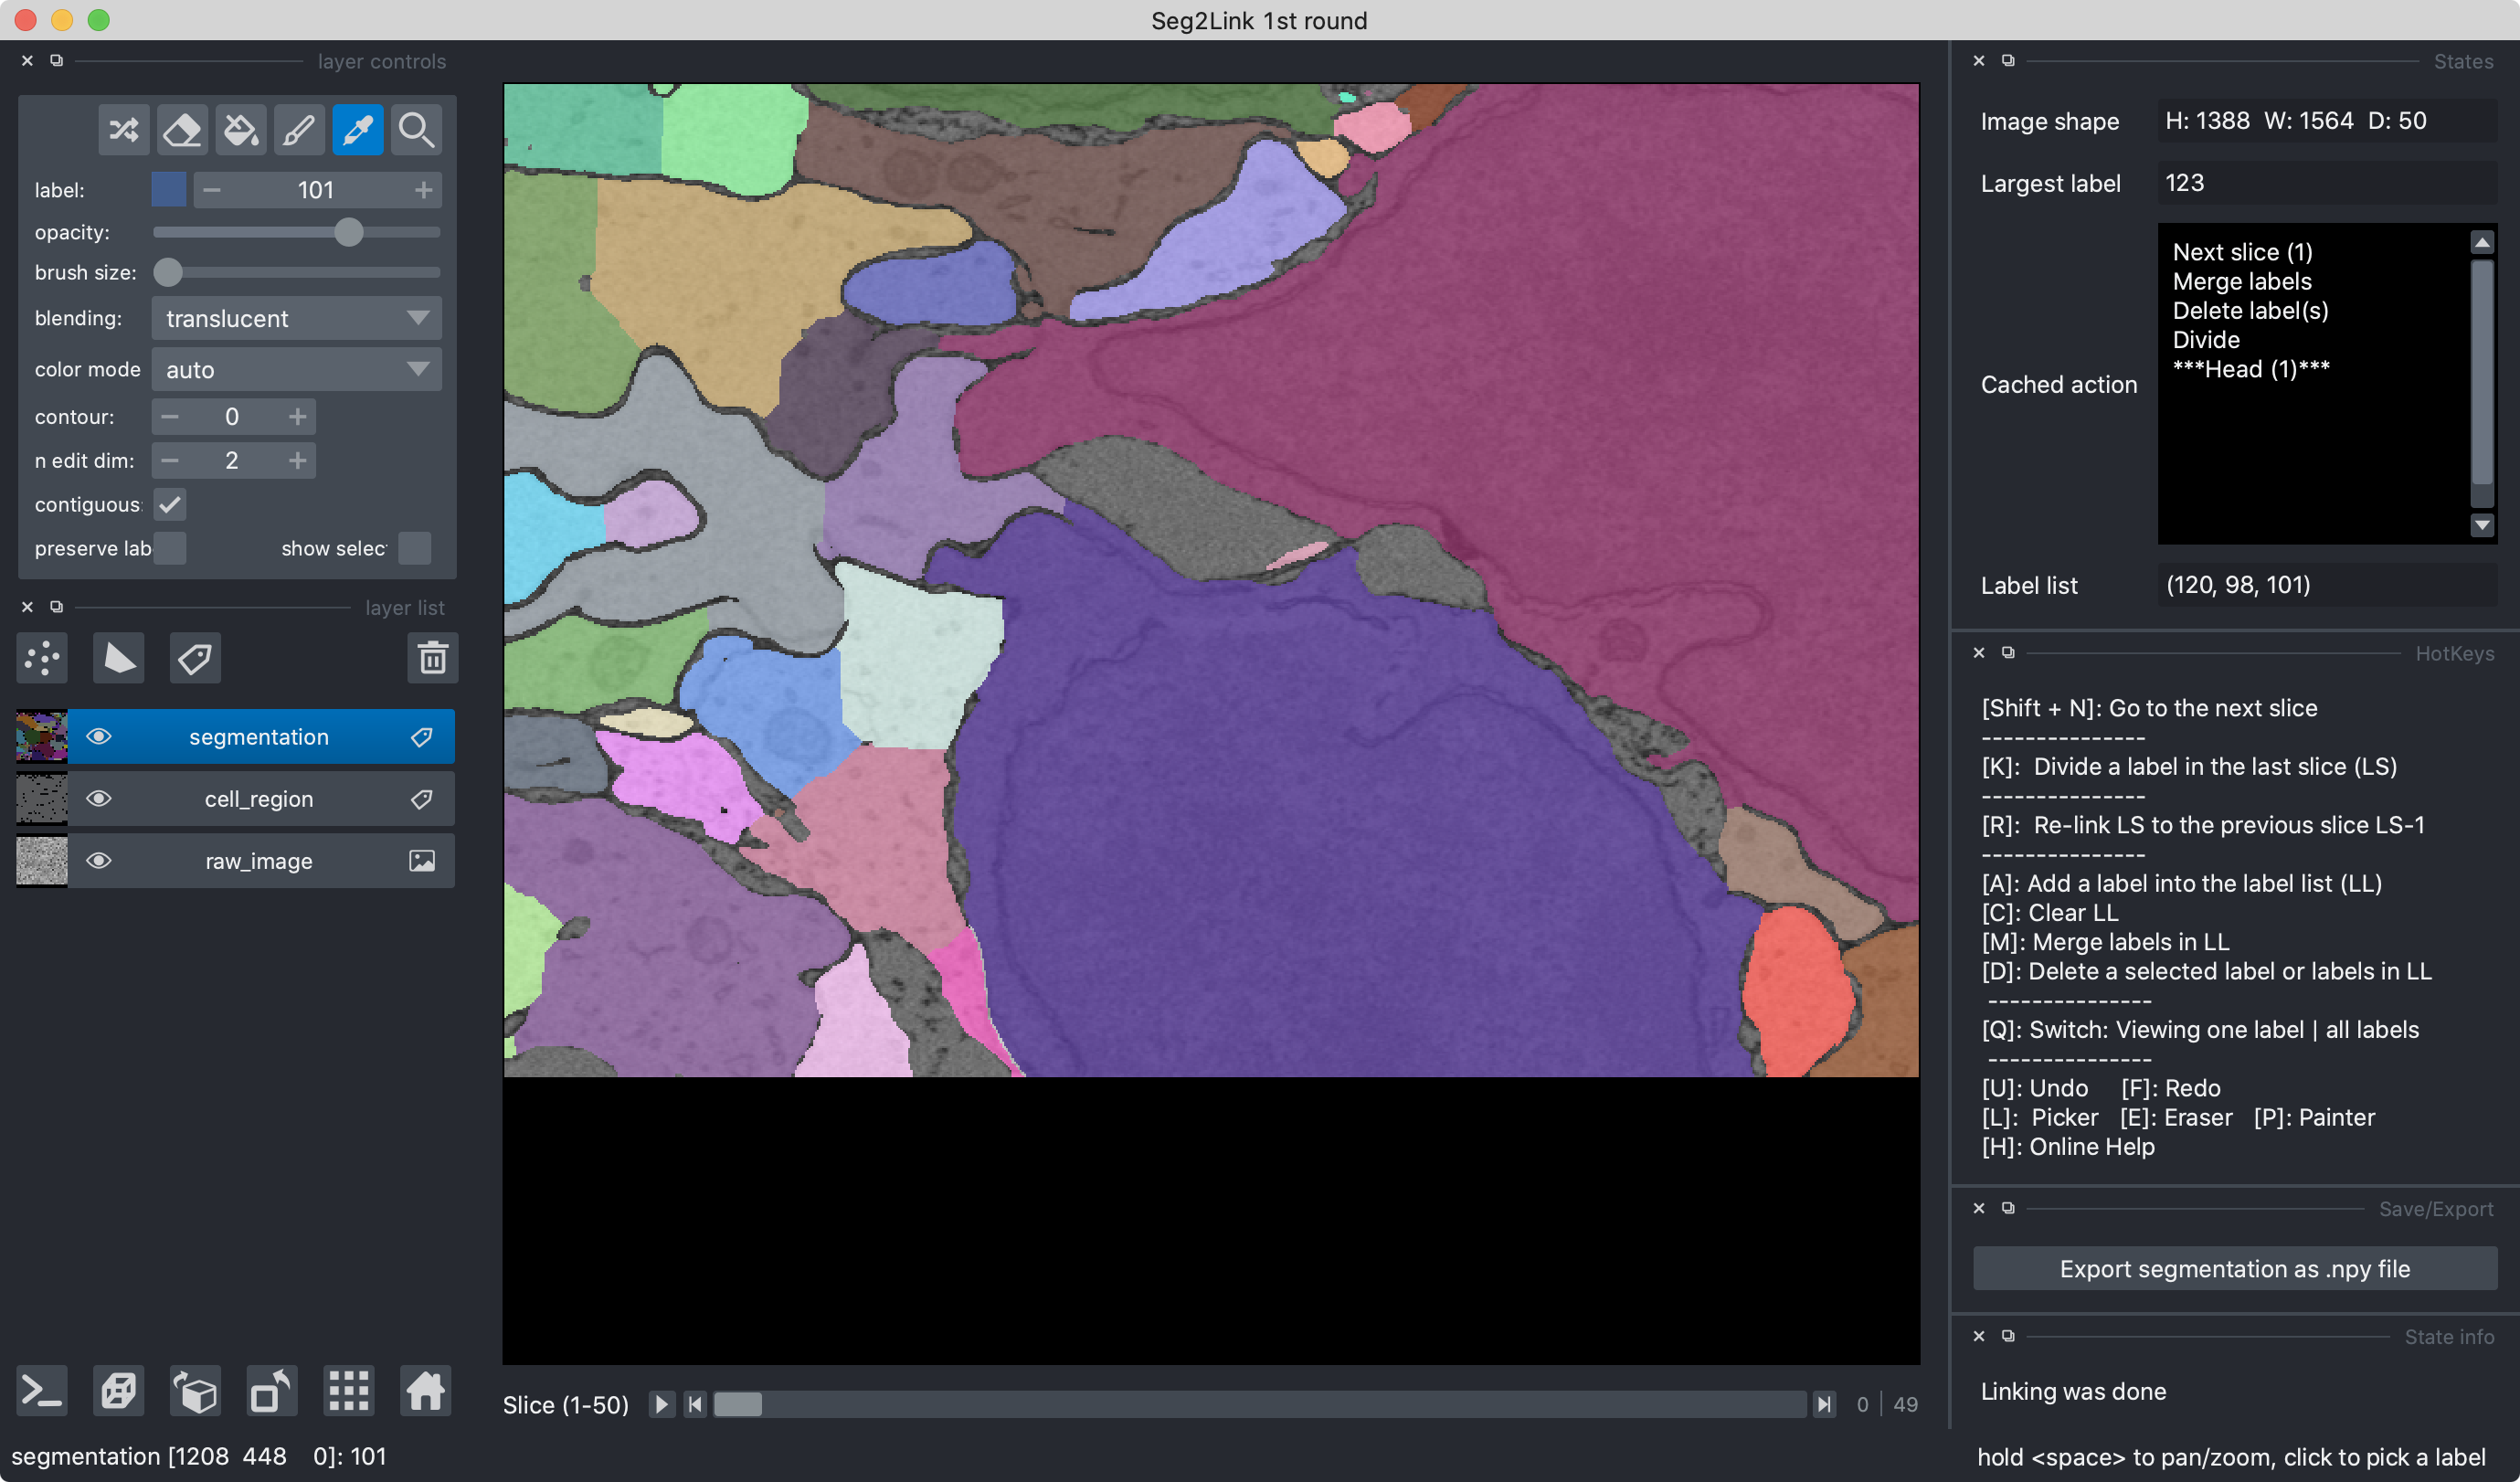 Seg2Link 1st round
layer controls
label:
101
opacity:
brush size:
blending:
translucent
color mode
auto
contour:
0
n edit dim:
2
contiguous:
preserve lab
show selec
layer list
segmentation
cell_region
raw_image
Slice (1-50)
0 | 49
segmentation [1208 448 0]: 101
States
Image shape
H: 1388 W: 1564 D: 50
Largest label
123
Cached action
Next slice (1)
Merge labels
Delete label(s)
Divide
***Head (1)***
Label list
(120, 98, 101)
HotKeys
[Shift + N]: Go to the next slice
---------------
[K]: Divide a label in the last slice (LS)
---------------
[R]: Re-link LS to the previous slice LS-1
---------------
[A]: Add a label into the label list (LL)
[C]: Clear LL
[M]: Merge labels in LL
[D]: Delete a selected label or labels in LL
---------------
[Q]: Switch: Viewing one label | all labels
---------------
[U]: Undo [F]: Redo
[L]: Picker [E]: Eraser [P]: Painter
[H]: Online Help
Save/Export
Export segmentation as .npy file
State info
Linking was done
hold <space> to pan/zoom, click to pick a label